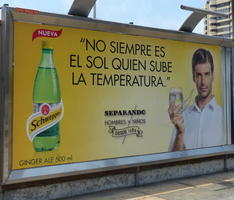 NUEVA
"NO SIEMPRE ES
EL SOL QUIEN SUBE
LA TEMPERATURA."
Schweppes
SEPARANDO
HOMBRES DE NIÑOS
DESDE 1783
GINGER ALE 500 ml